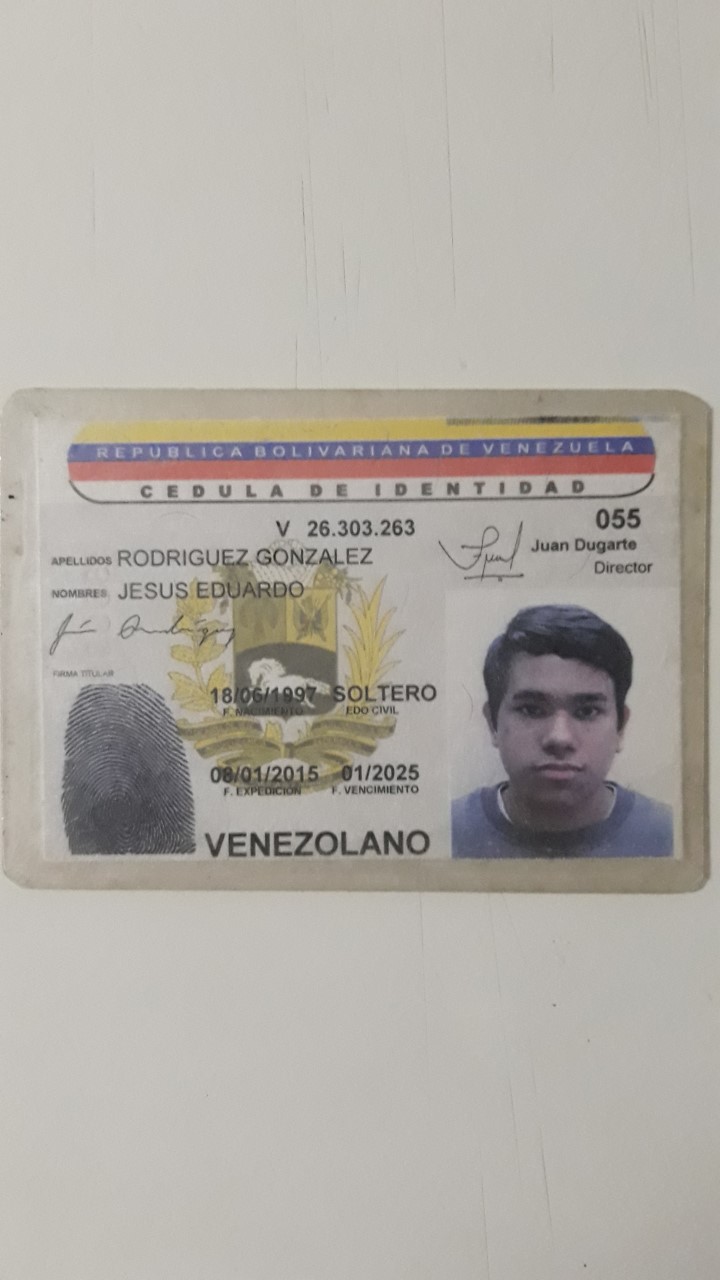 REPUBLICA BOLIVARIANA DE VENEZUELA
CEDULA DE IDENTIDAD
V 26.303.263
055
APELLIDOS RODRIGUEZ GONZALEZ
Juan Dugarte
Director
NOMBRES JESUS EDUARDO
FIRMA TITULAR
18/06/1997 SOLTERO
F. NACIMIENTO EDO CIVIL
08/01/2015 01/2025
F. EXPEDICIÓN F. VENCIMIENTO
VENEZOLANO